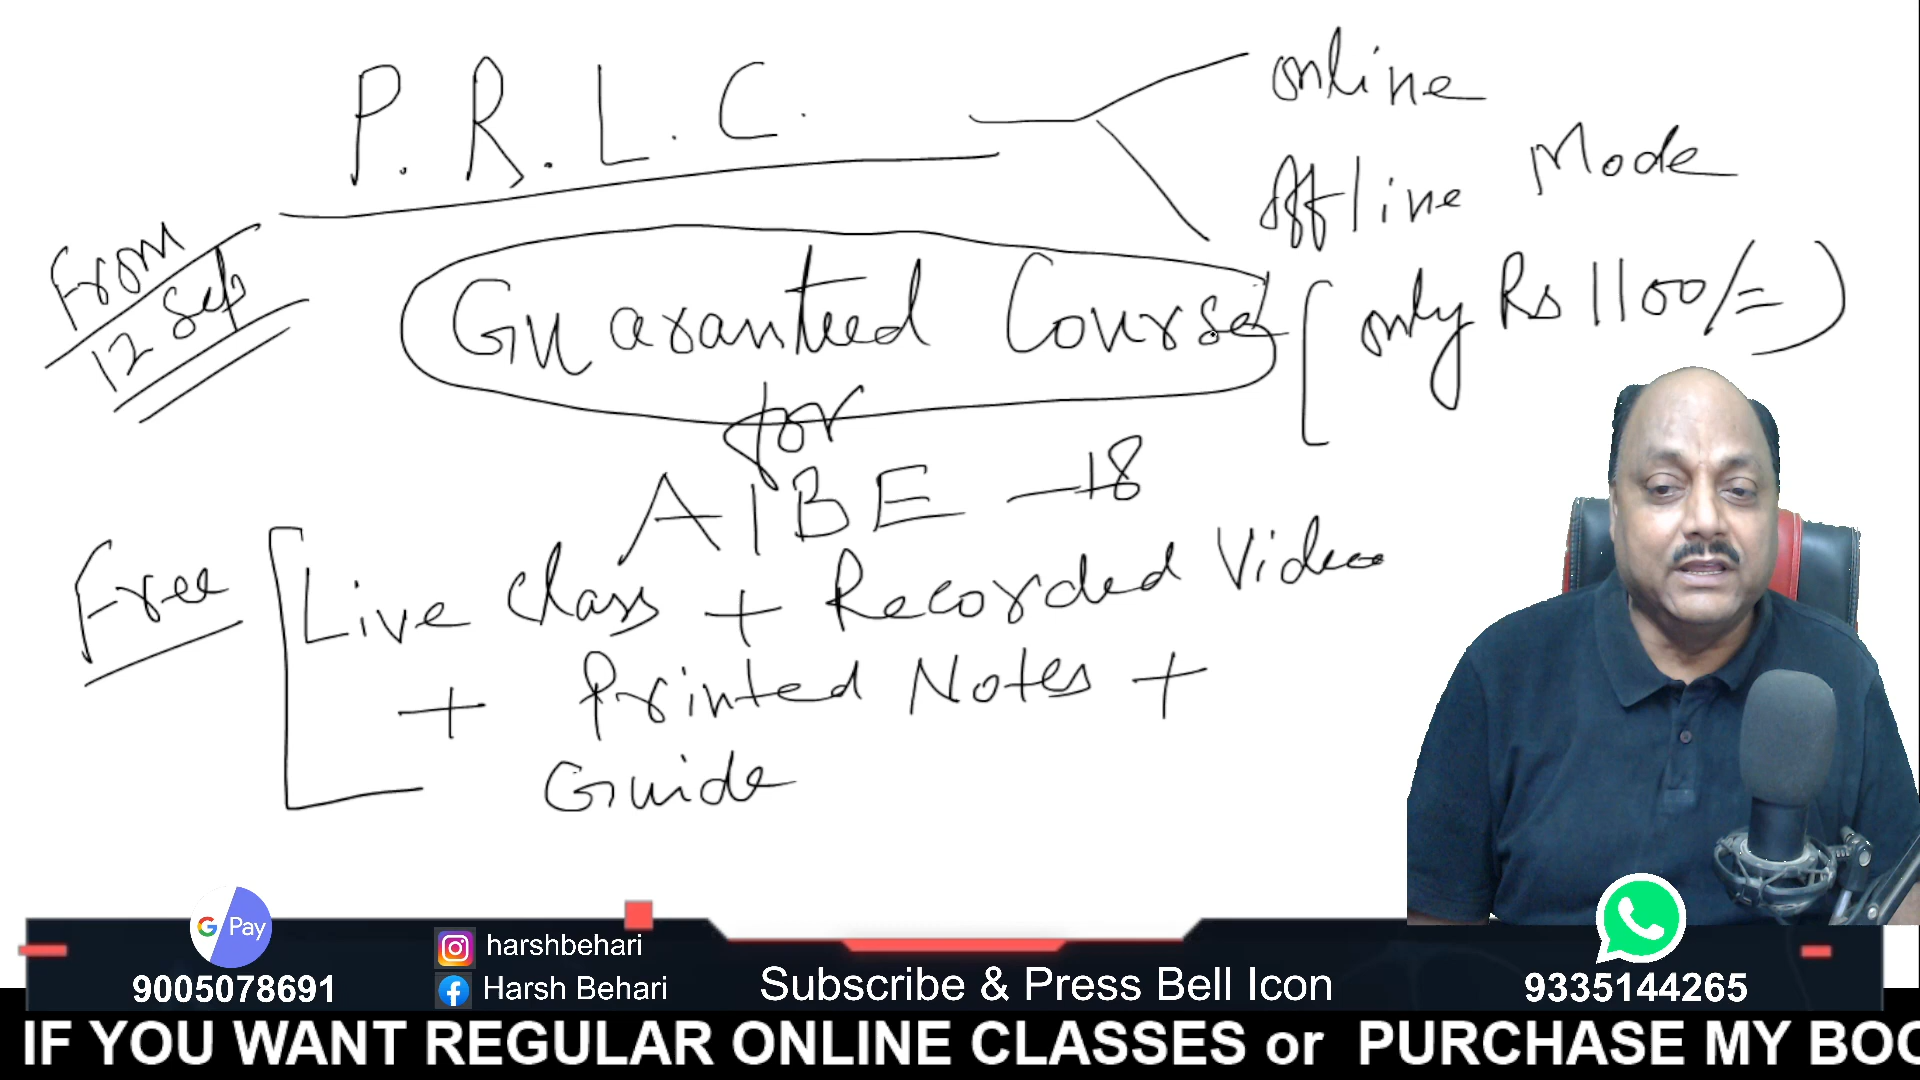 P. R. L. C.
online
offline Mode
From
12 Sep
Guaranteed Course
[only Rs 1100/=)
for
AIBE - 18
Free
Live class + Recorded Video
+ Printed Notes +
Guide
G Pay
9005078691
harshbehari
Harsh Behari
Subscribe & Press Bell Icon
9335144265
IF YOU WANT REGULAR ONLINE CLASSES or PURCHASE MY BOO